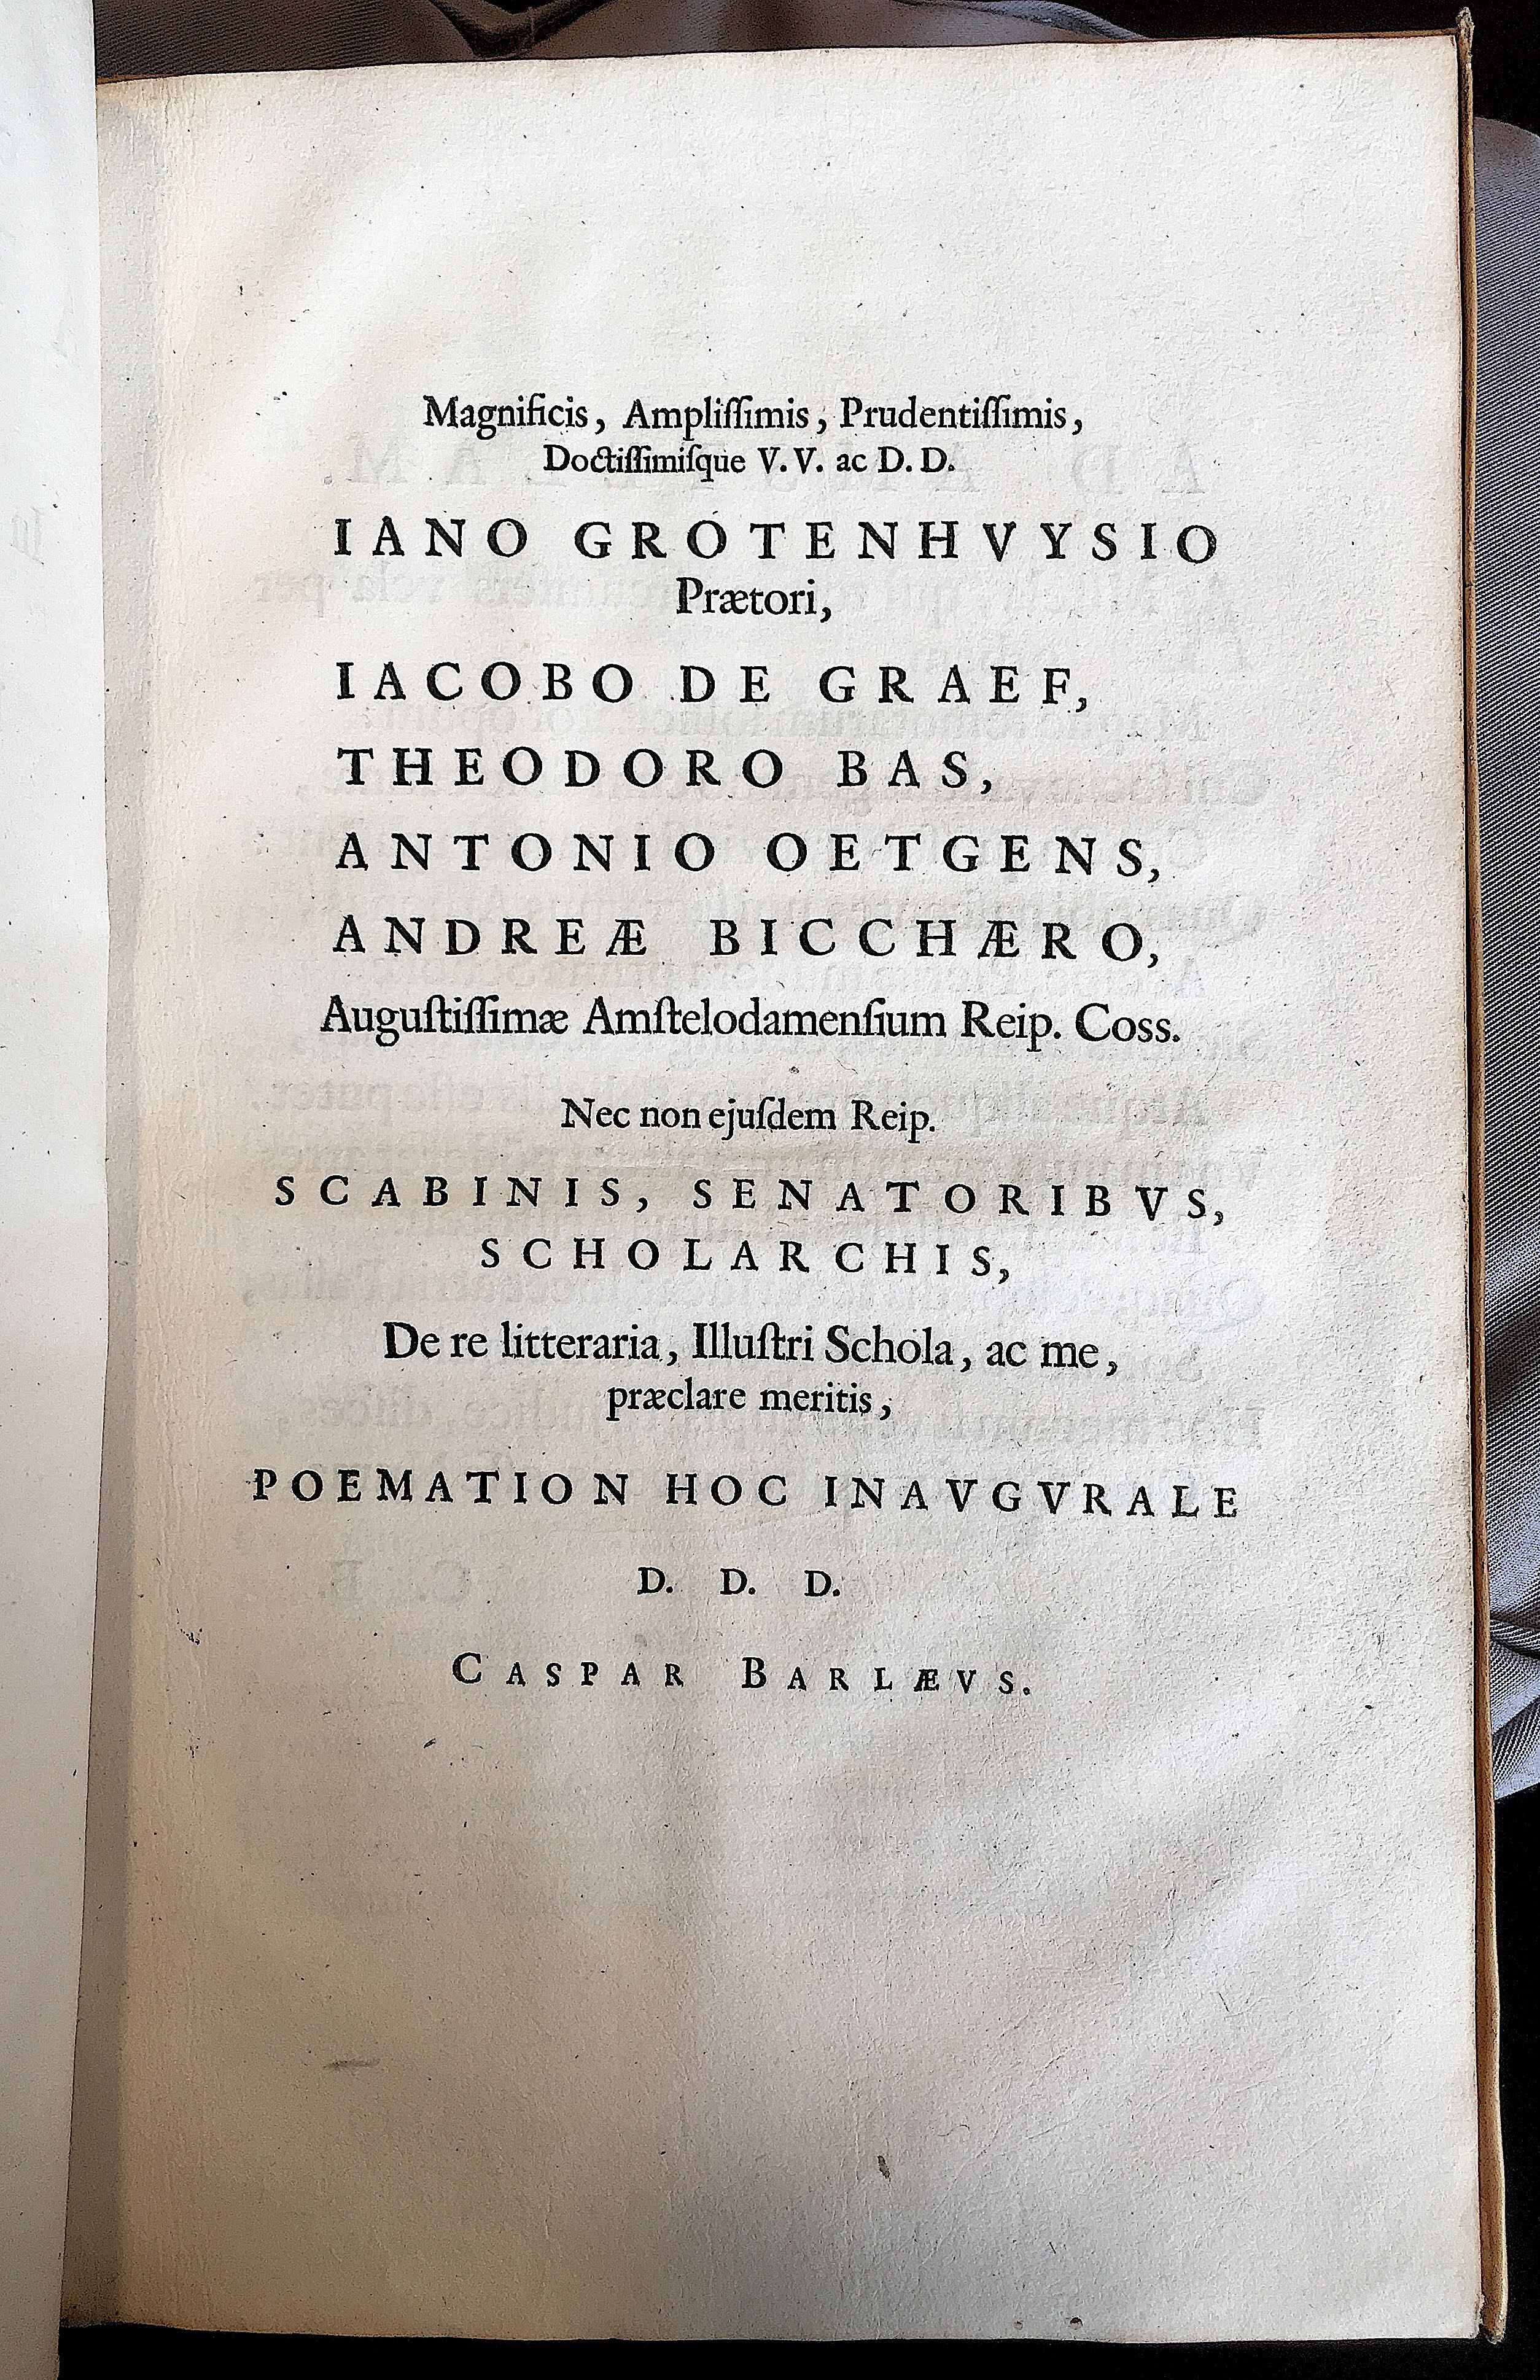 Magnificis, Ampliſſimis, Prudentiſſimis,
Doctiſſimiſque V. V. ac D. D.
IANO GROTENHVYSIO
Prætori,
IACOBO DE GRAEF,
THEODORO BAS,
ANTONIO OETGENS,
ANDREÆ BICCHÆRO,
Auguſtiſſimæ Amſtelodamenſium Reip. Coss.
Nec non ejuſdem Reip.
SCABINIS, SENATORIBVS,
SCHOLARCHIS,
De re litteraria, Illuſtri Schola, ac me,
præclare meritis,
POEMATION HOC INAVGVRALE
D. D. D.
CASPAR BARLÆVS.